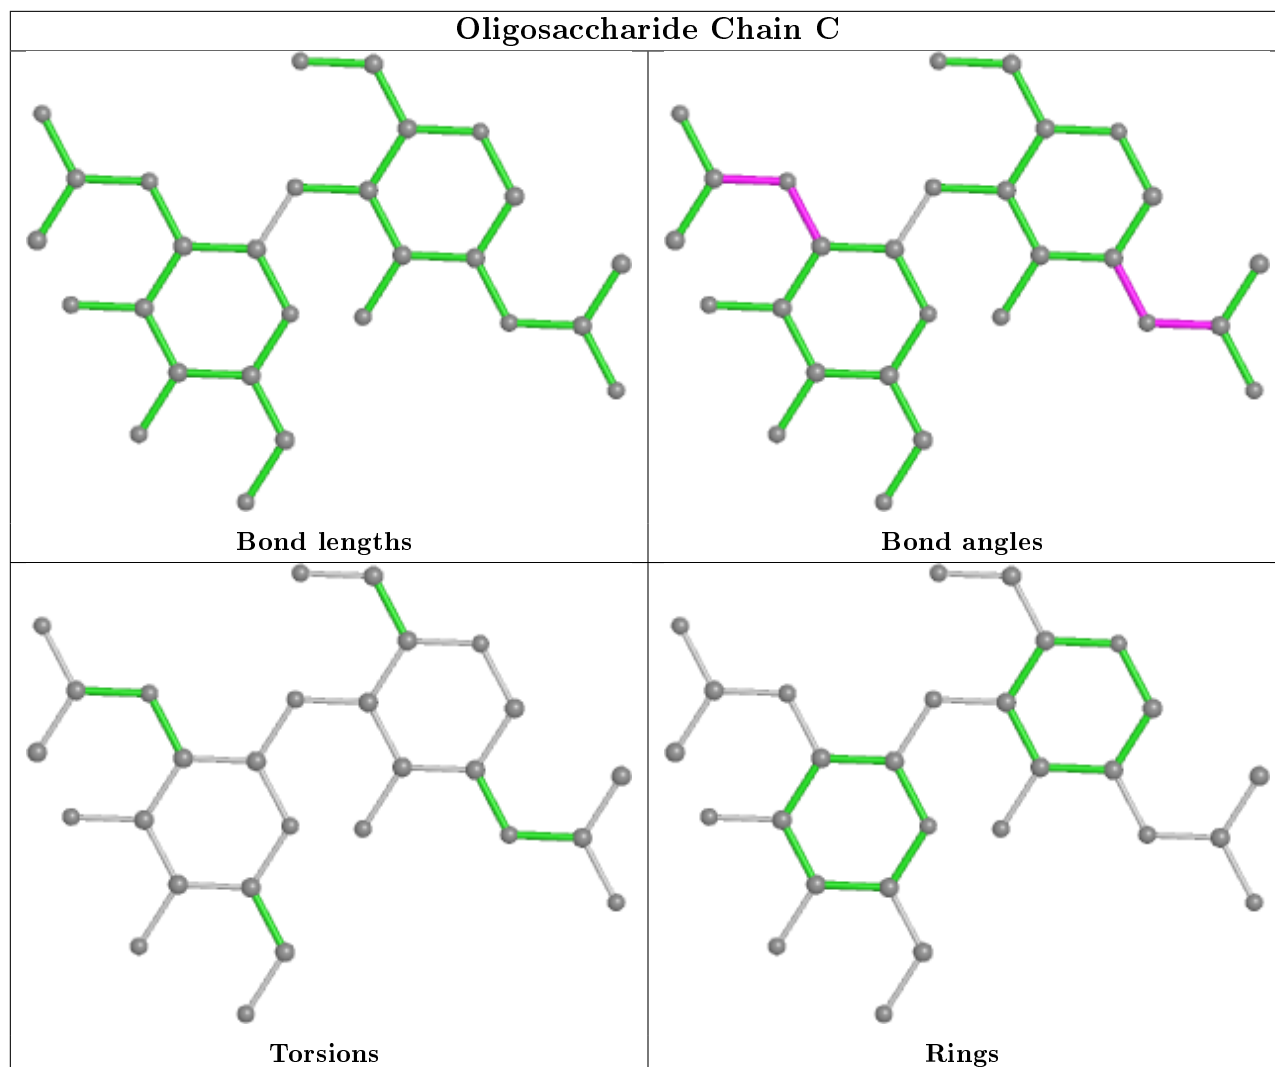 Oligosaccharide Chain C
Bond lengths
Bond angles
Torsions
Rings